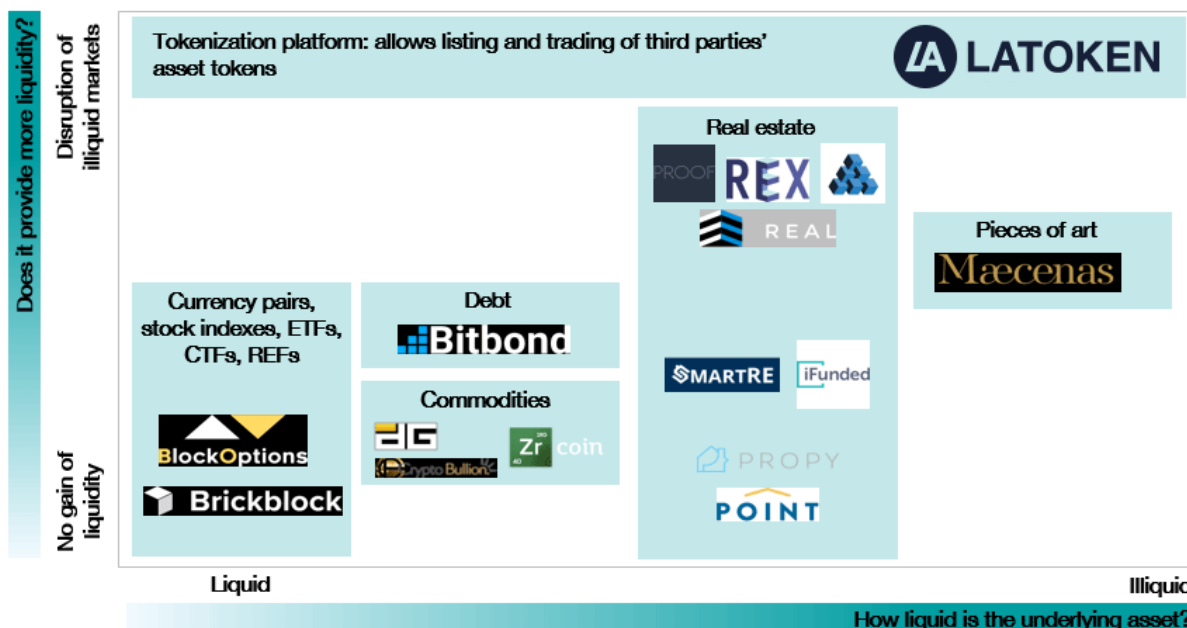 Does it provide more liquidity?
Disruption of
illiquid markets
No gain of
liquidity
Tokenization platform: allows listing and trading of third parties'
asset tokens
LATOKEN
Real estate
PROOF
REX
REAL
SMARTRE
iFunded
PROPY
POINT
Pieces of art
Mæcenas
Currency pairs,
stock indexes, ETFs,
CTFs, REFs
BlockOptions
Brickblock
Debt
Bitbond
Commodities
Crypto Bullion
Zr coin
40
Liquid
Illiquid
How liquid is the underlying asset?